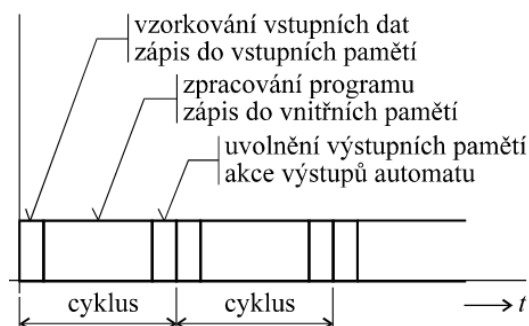 vzorkování vstupních dat
zápis do vstupních pamětí
zpracování programu
zápis do vnitřních pamětí
uvolnění výstupních pamětí
akce výstupů automatu
cyklus
cyklus
t